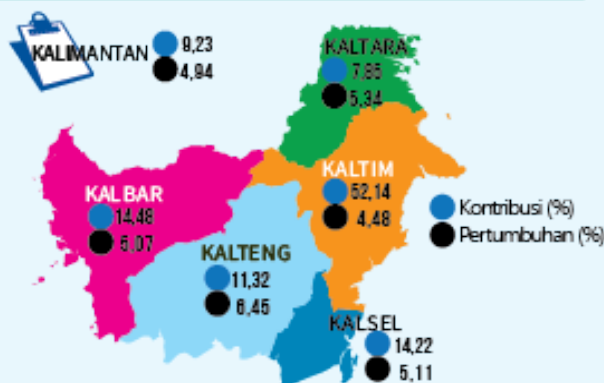 KALIMANTAN
9,23
4,94
KALTARA
7,85
5,34
KALTIM
52,14
4,48
KALBAR
14,48
5,07
KALTENG
11,32
6,45
KALSEL
14,22
5,11
Kontribusi (%)
Pertumbuhan (%)